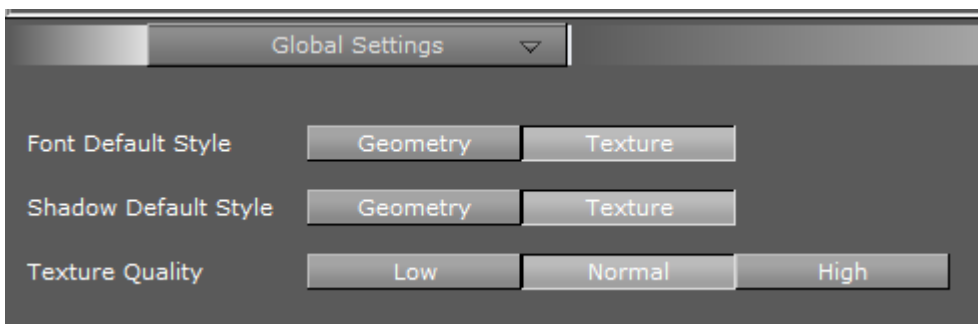 Global Settings
Font Default Style Geometry Texture
Shadow Default Style Geometry Texture
Texture Quality Low Normal High